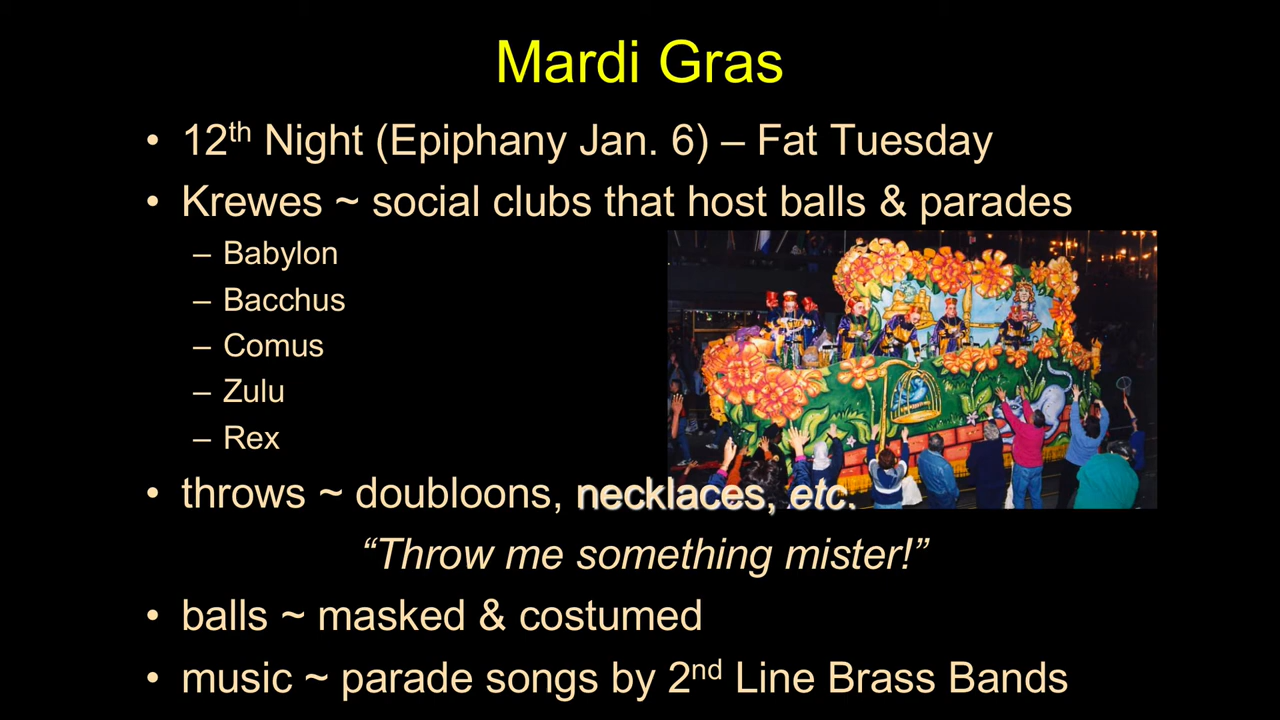 Mardi Gras
• 12th Night (Epiphany Jan. 6) – Fat Tuesday
• Krewes ~ social clubs that host balls & parades
– Babylon
– Bacchus
– Comus
– Zulu
– Rex
• throws ~ doubloons, necklaces, etc.
“Throw me something mister!”
• balls ~ masked & costumed
• music ~ parade songs by 2nd Line Brass Bands